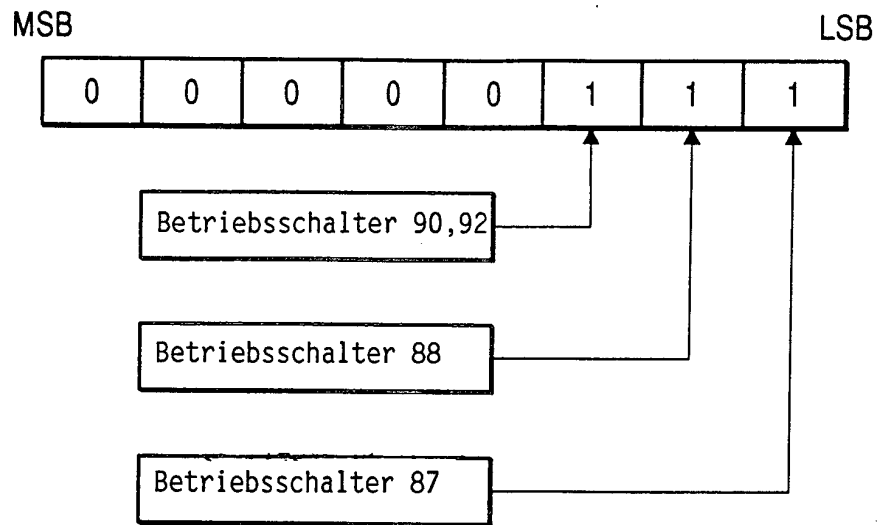 MSB LSB
0 0 0 0 0 1 1 1
Betriebsschalter 90,92
Betriebsschalter 88
Betriebsschalter 87